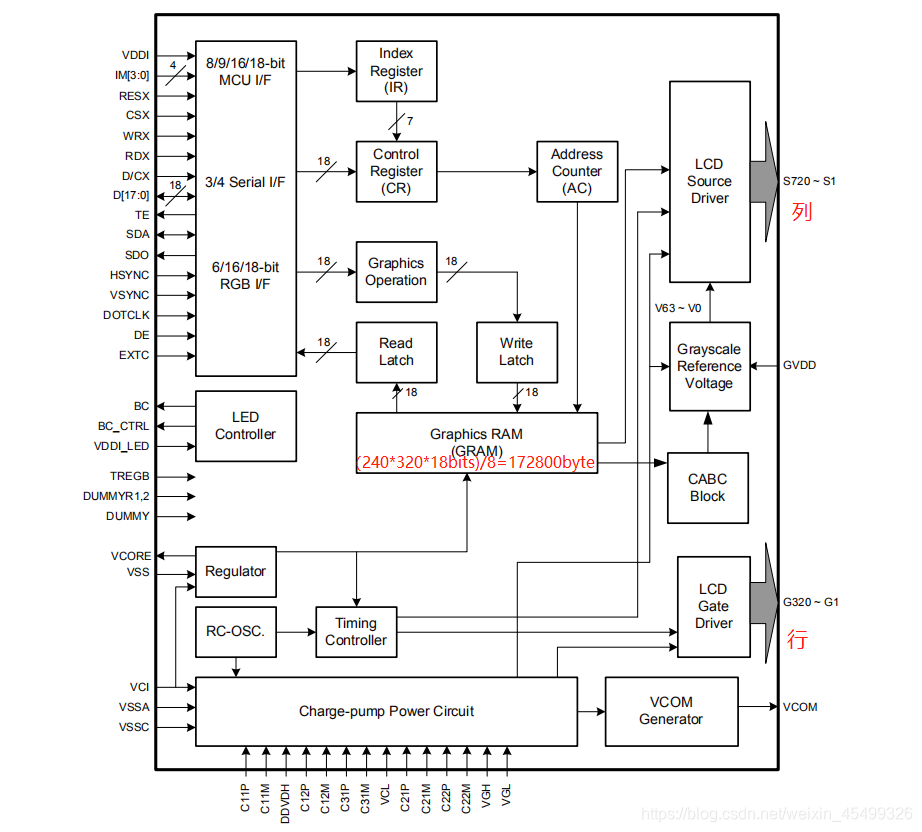 VDDI
IM[3:0]
4
RESX
CSX
WRX
RDX
D/CX
D[17:0]
18
TE
SDA
SDO
HSYNC
VSYNC
DOTCLK
DE
EXTC
8/9/16/18-bit
MCU I/F
3/4 Serial I/F
6/16/18-bit
RGB I/F
Index
Register
(IR)
7
18
Control
Register
(CR)
Address
Counter
(AC)
18
Graphics
Operation
18
18
Read
Latch
Write
Latch
18
18
Graphics RAM
(GRAM)
(240*320*18bits)/8=172800byte
LCD
Source
Driver
S720 ~ S1
列
V63 ~ V0
Grayscale
Reference
Voltage
GVDD
CABC
Block
BC
BC_CTRL
VDDI_LED
LED
Controller
TREGB
DUMMYR1,2
DUMMY
VCORE
VSS
Regulator
RC-OSC.
Timing
Controller
LCD
Gate
Driver
G320 ~ G1
行
VCI
VSSA
VSSC
Charge-pump Power Circuit
VCOM
Generator
VCOM
C11P
C11M
DDVDH
C12P
C12M
C31P
C31M
VCL
C21P
C21M
C22P
C22M
VGH
VGL
https://blog.csdn.net/weixin_45499326